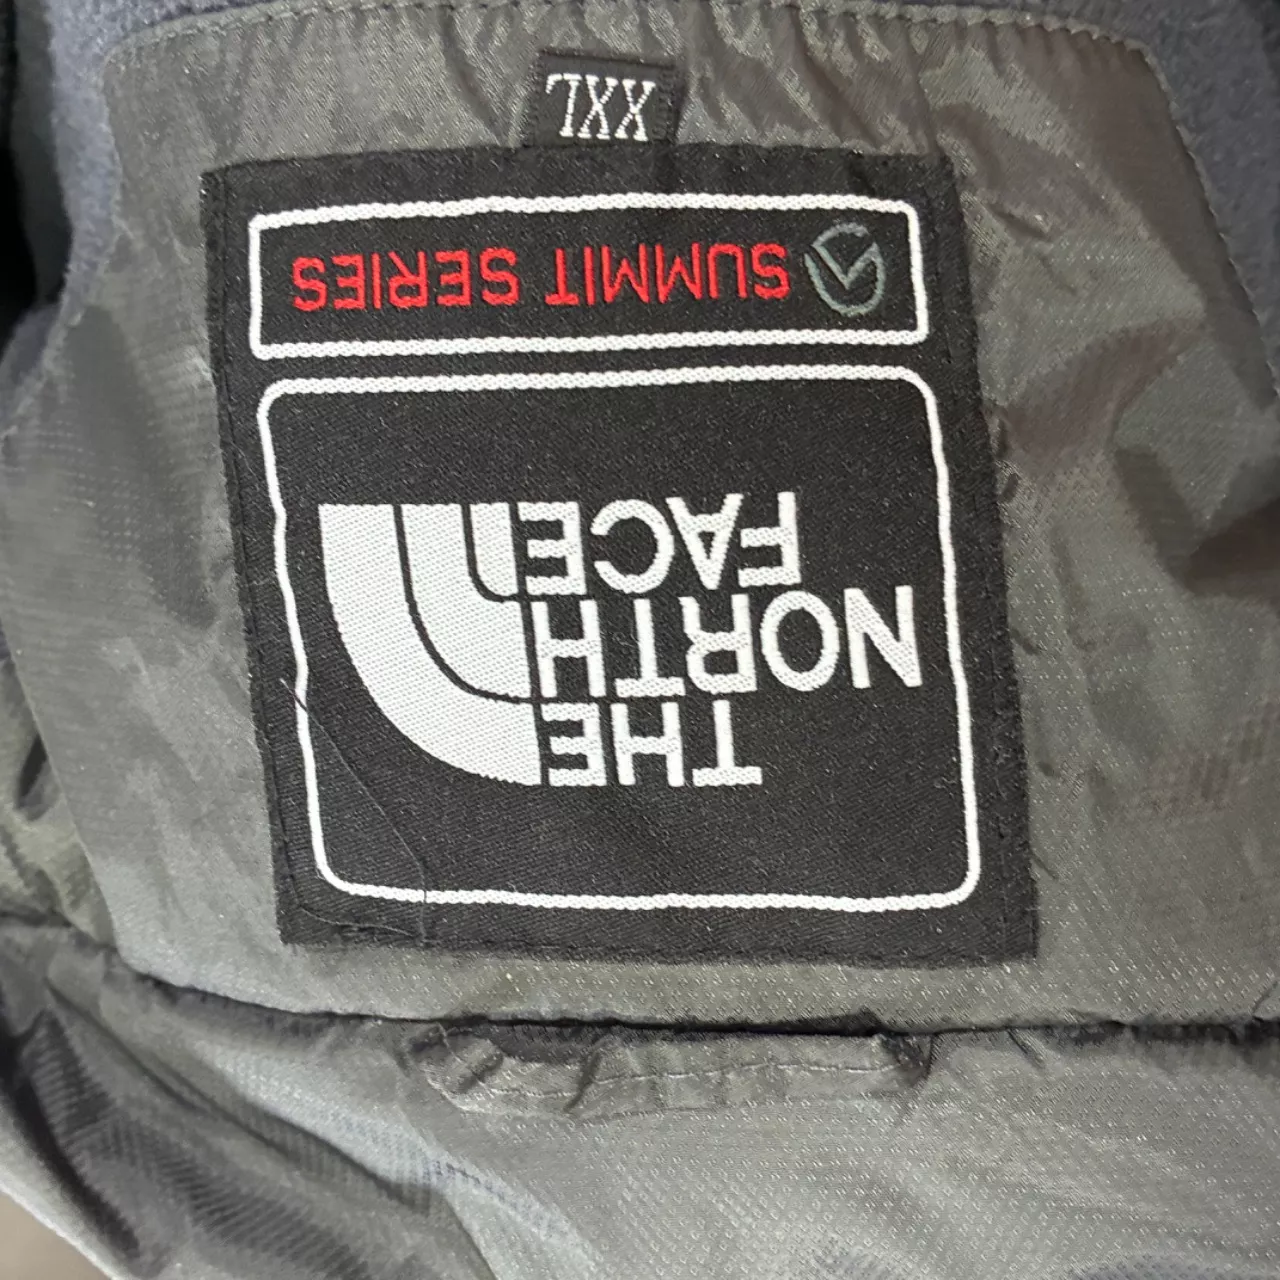 THE
NORTH
FACE
SUMMIT SERIES
XXL